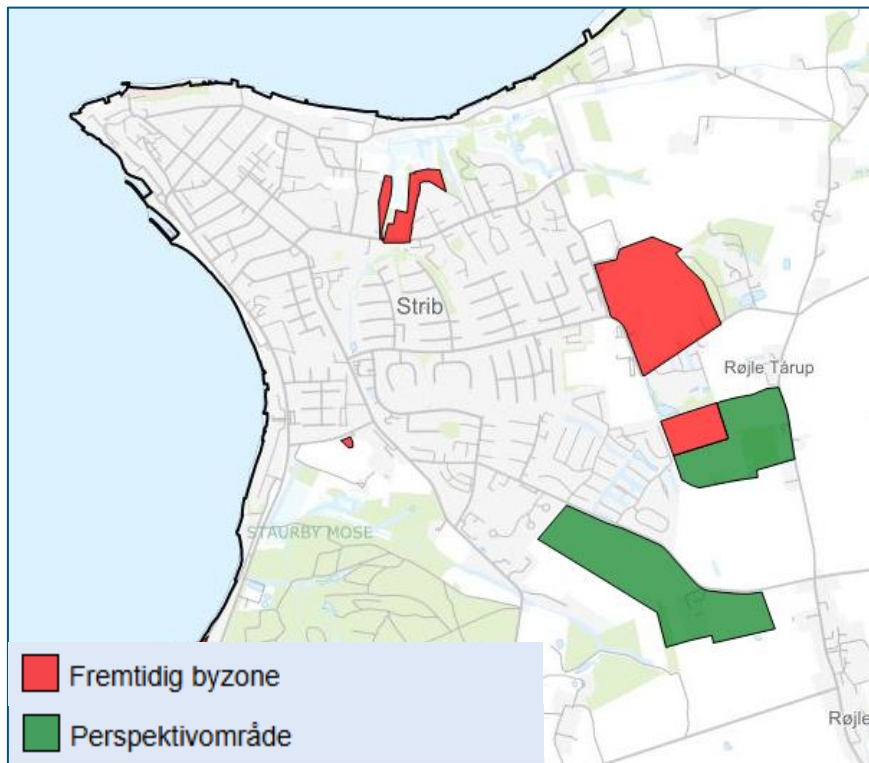 Strib
Røjle Tårup
STAURBY MOSE
Fremtidig byzone
Røjle
Perspektivområde